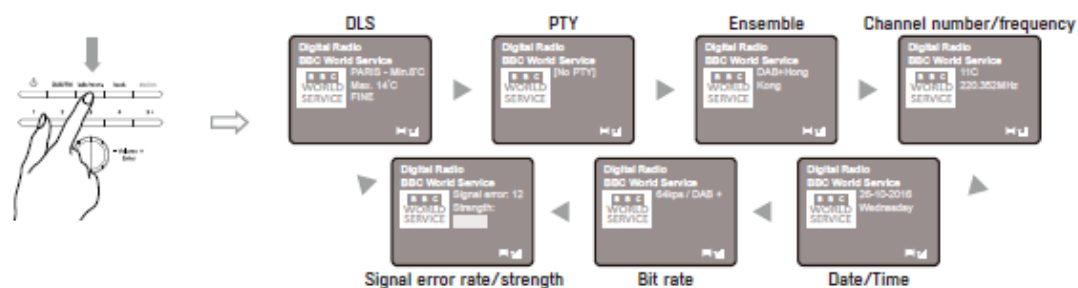 DLS
PTY
Ensemble
Channel number/frequency
Digital Radio
BBC World Service
BBC
WORLD
SERVICE
PARIS - Min.8°C
Max. 14°C
FINE
Digital Radio
BBC World Service
BBC
WORLD
SERVICE
[No PTY]
Digital Radio
BBC World Service
BBC
WORLD
SERVICE
DAB+Hong
Kong
Digital Radio
BBC World Service
BBC
WORLD
SERVICE
11C
220.352MHz
Digital Radio
BBC World Service
BBC
WORLD
SERVICE
Signal error: 12
Strength:
Digital Radio
BBC World Service
BBC
WORLD
SERVICE
64kps / DAB +
Digital Radio
BBC World Service
BBC
WORLD
SERVICE
26-10-2016
Wednesday
Signal error rate/strength
Bit rate
Date/Time